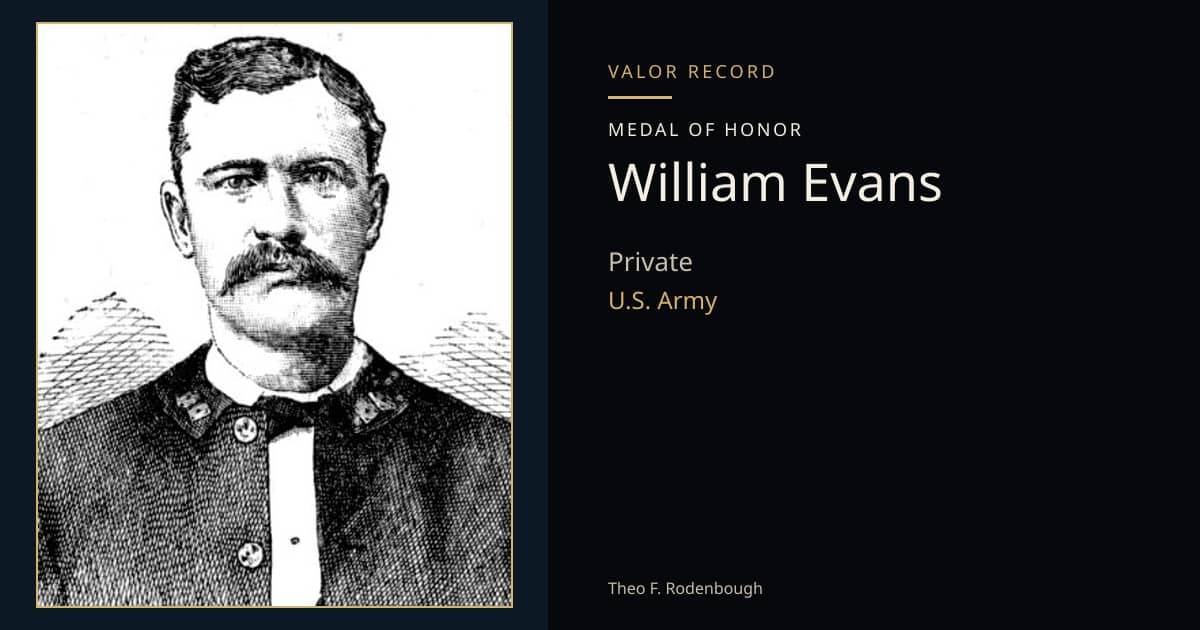 VALOR RECORD
MEDAL OF HONOR
William Evans
Private
U.S. Army
Theo F. Rodenbough